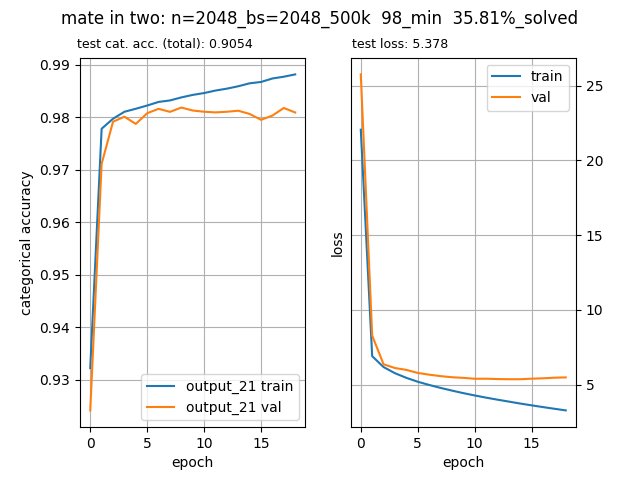 mate in two: n=2048_bs=2048_500k  98_min  35.81%_solved
test cat. acc. (total): 0.9054
0.99
0.98
0.97
0.96
0.95
0.94
0.93
categorical accuracy
output_21 train
output_21 val
0
5
10
15
epoch
test loss: 5.378
train
val
25
20
15
10
5
loss
0
5
10
15
epoch